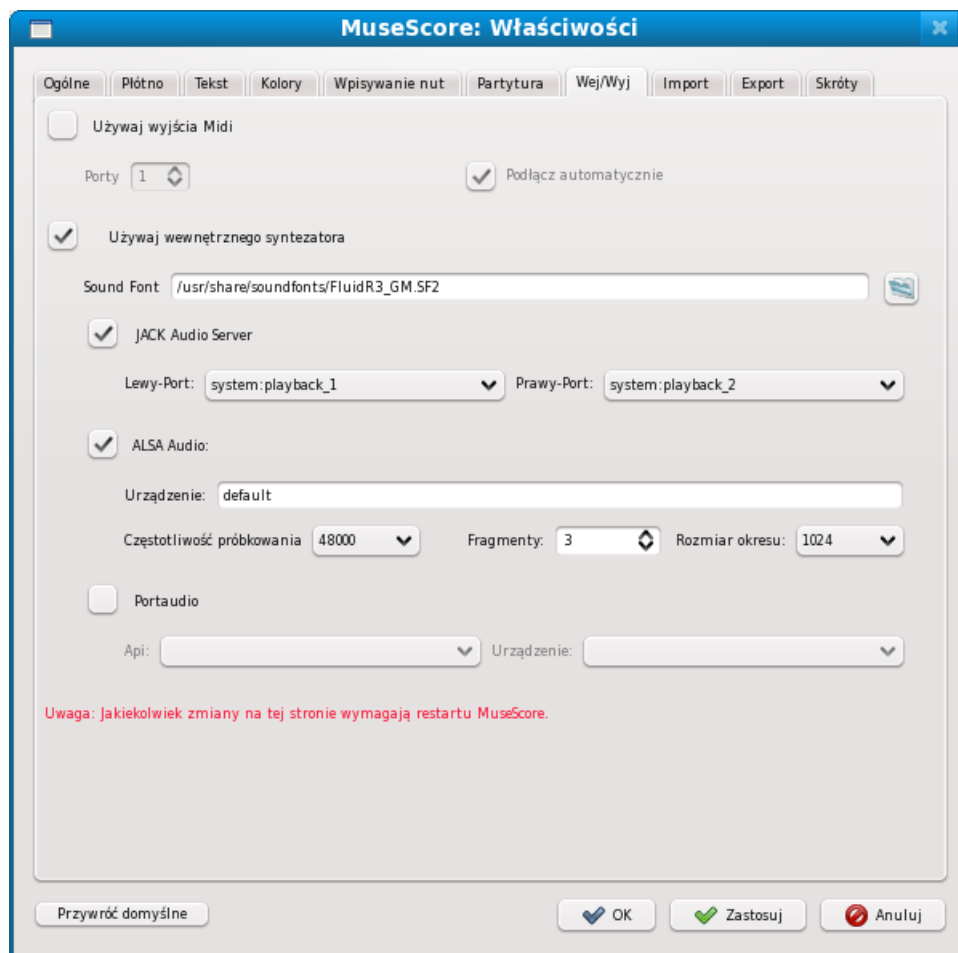 MuseScore: Właściwości
Ogólne Płótno Tekst Kolory Wpisywanie nut Partytura Wej/Wyj Import Export Skróty
Używaj wyjścia Midi
Porty 1 Podłącz automatycznie
Używaj wewnętrznego syntezatora
Sound Font /usr/share/soundfonts/FluidR3_GM.SF2
JACK Audio Server
Lewy-Port: system:playback_1 Prawy-Port: system:playback_2
ALSA Audio:
Urządzenie: default
Częstotliwość próbkowania 48000 Fragmenty: 3 Rozmiar okresu: 1024
Portaudio
Api: Urządzenie:
Uwaga: Jakiekolwiek zmiany na tej stronie wymagają restartu MuseScore.
Przywróć domyślne OK Zastosuj Anuluj